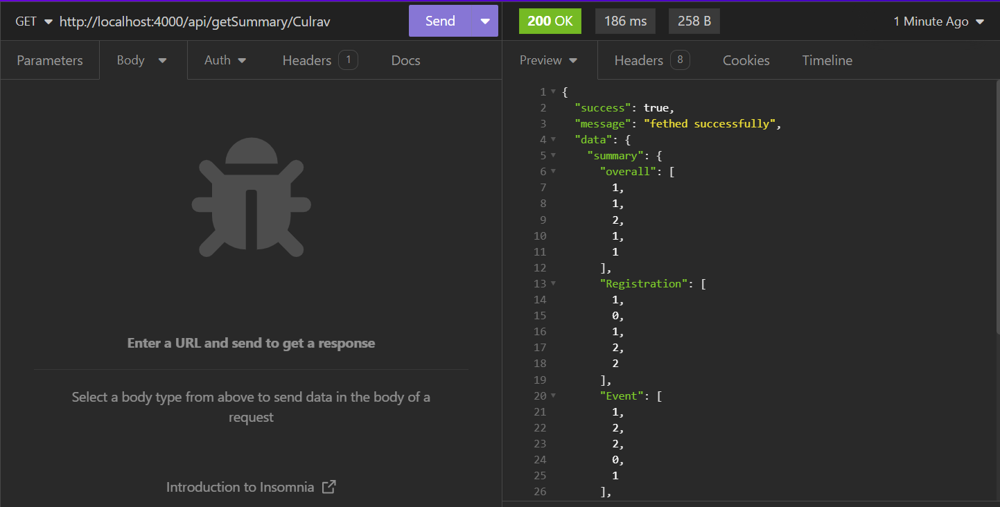 GET http://localhost:4000/api/getSummary/Culrav Send 200 OK 186 ms 258 B 1 Minute Ago
Parameters Body Auth Headers 1 Docs Preview Headers 8 Cookies Timeline
1 {
2 "success": true,
3 "message": "fethed successfully",
4 "data": {
5 "summary": {
6 "overall": [
7 1,
8 1,
9 2,
10 1,
11 1
12 ],
13 "Registration": [
14 1,
15 0,
16 1,
17 2,
18 2
19 ],
20 "Event": [
21 1,
22 2,
23 2,
24 0,
25 1
26 ],
Enter a URL and send to get a response
Select a body type from above to send data in the body of a
request
Introduction to Insomnia